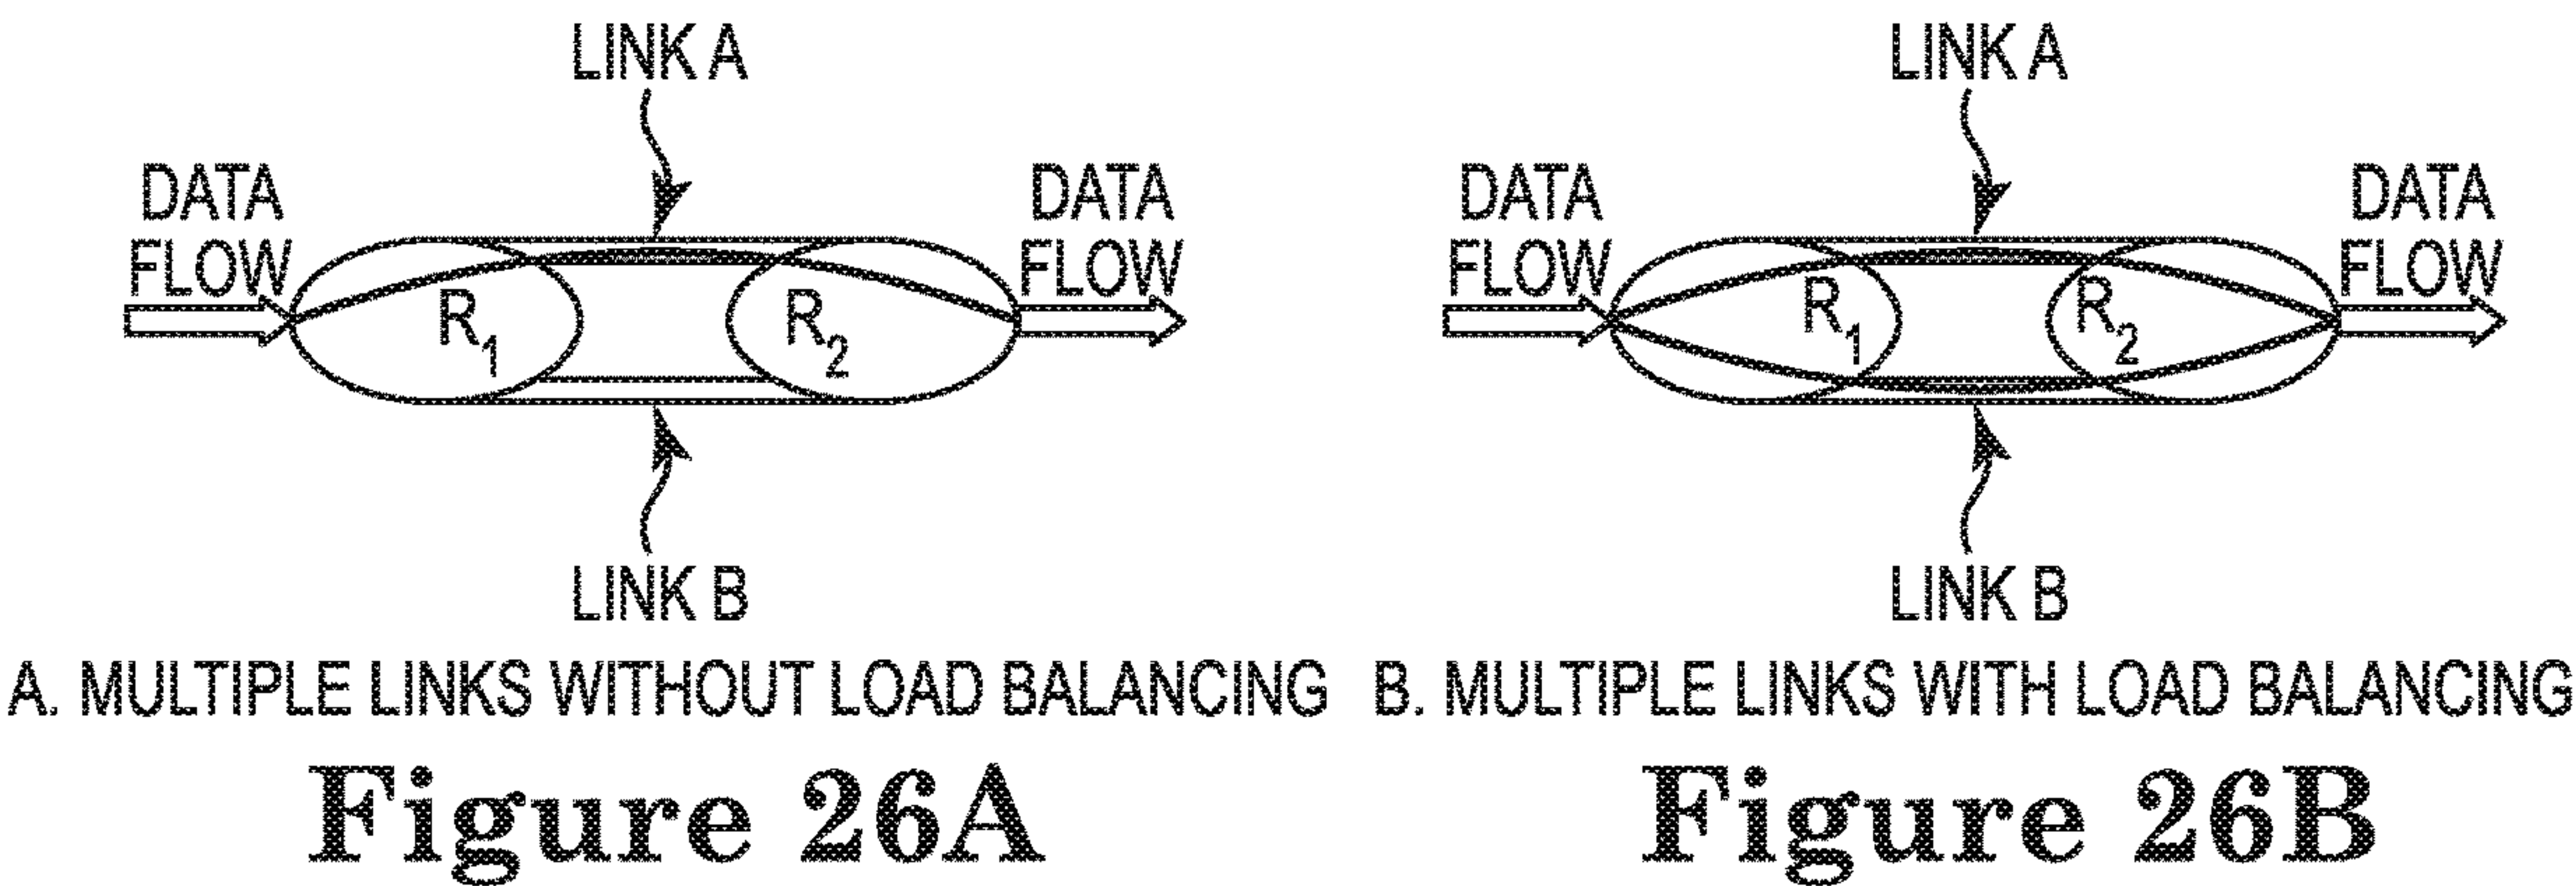 LINK A
DATA
FLOW
R1
R2
DATA
FLOW
LINK B
A. MULTIPLE LINKS WITHOUT LOAD BALANCING
Figure 26A
LINK A
DATA
FLOW
R1
R2
DATA
FLOW
LINK B
B. MULTIPLE LINKS WITH LOAD BALANCING
Figure 26B